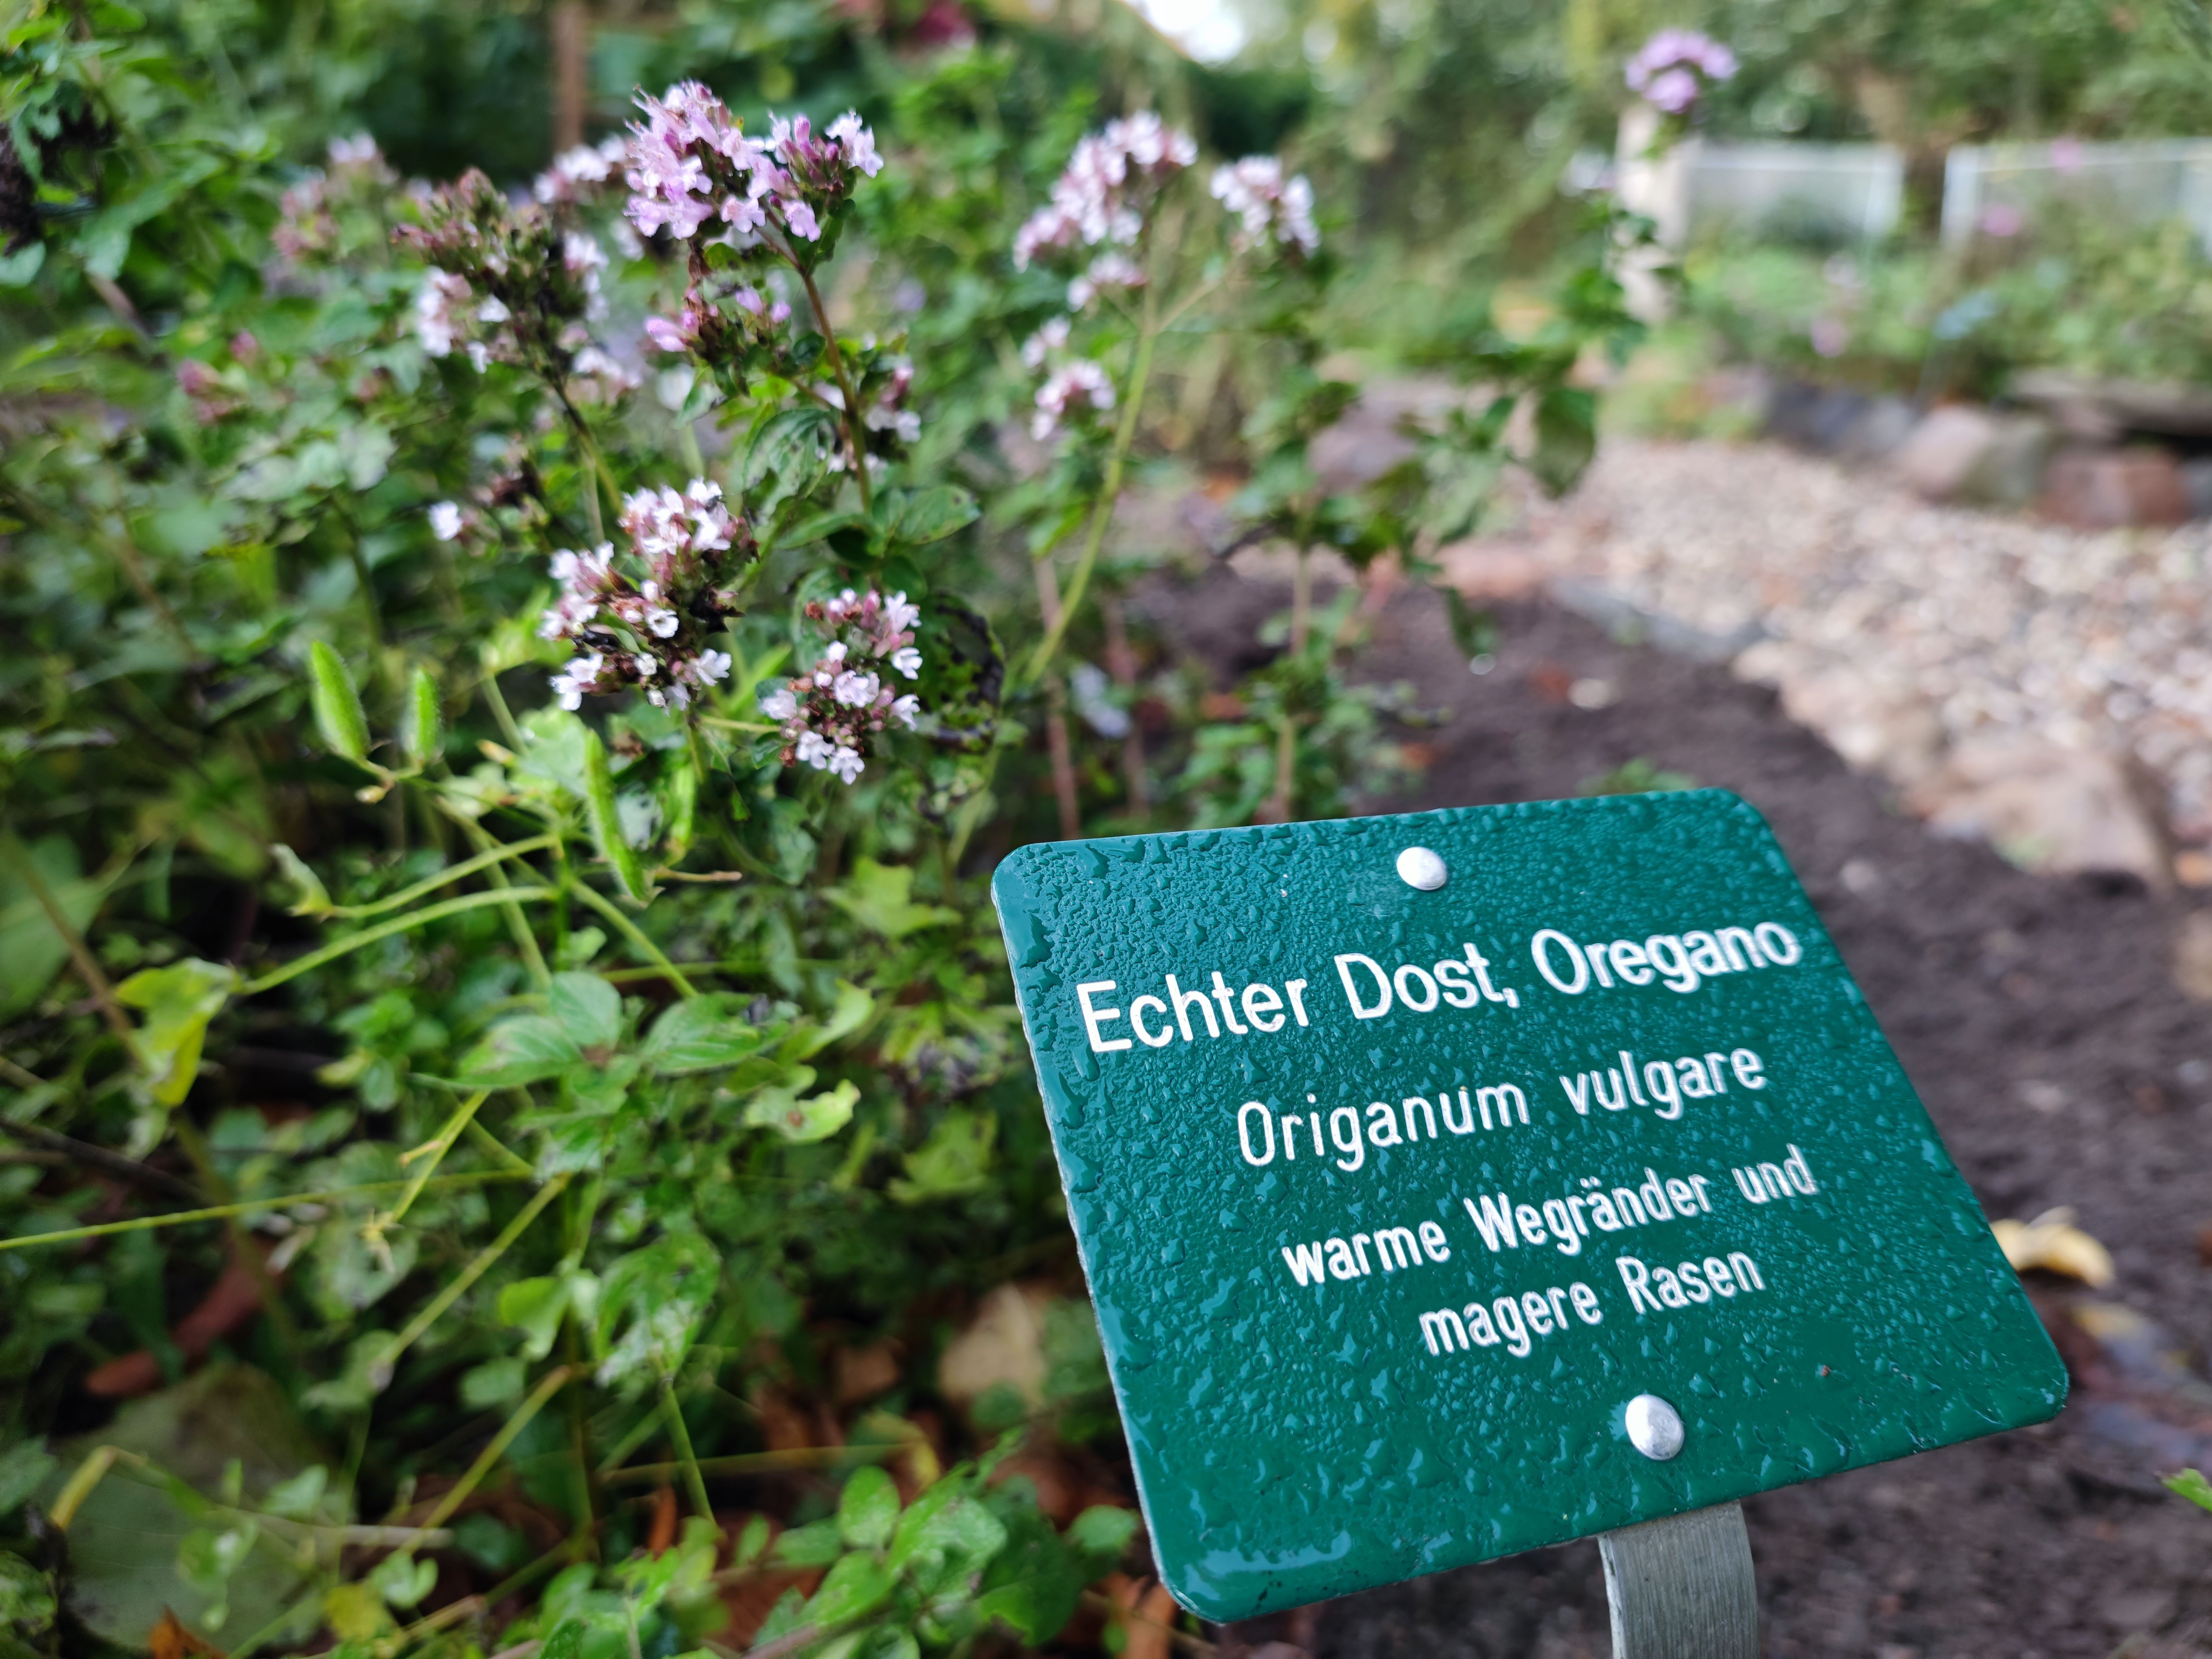 Echter Dost, Oregano
Origanum vulgare
warme Wegränder und
magere Rasen